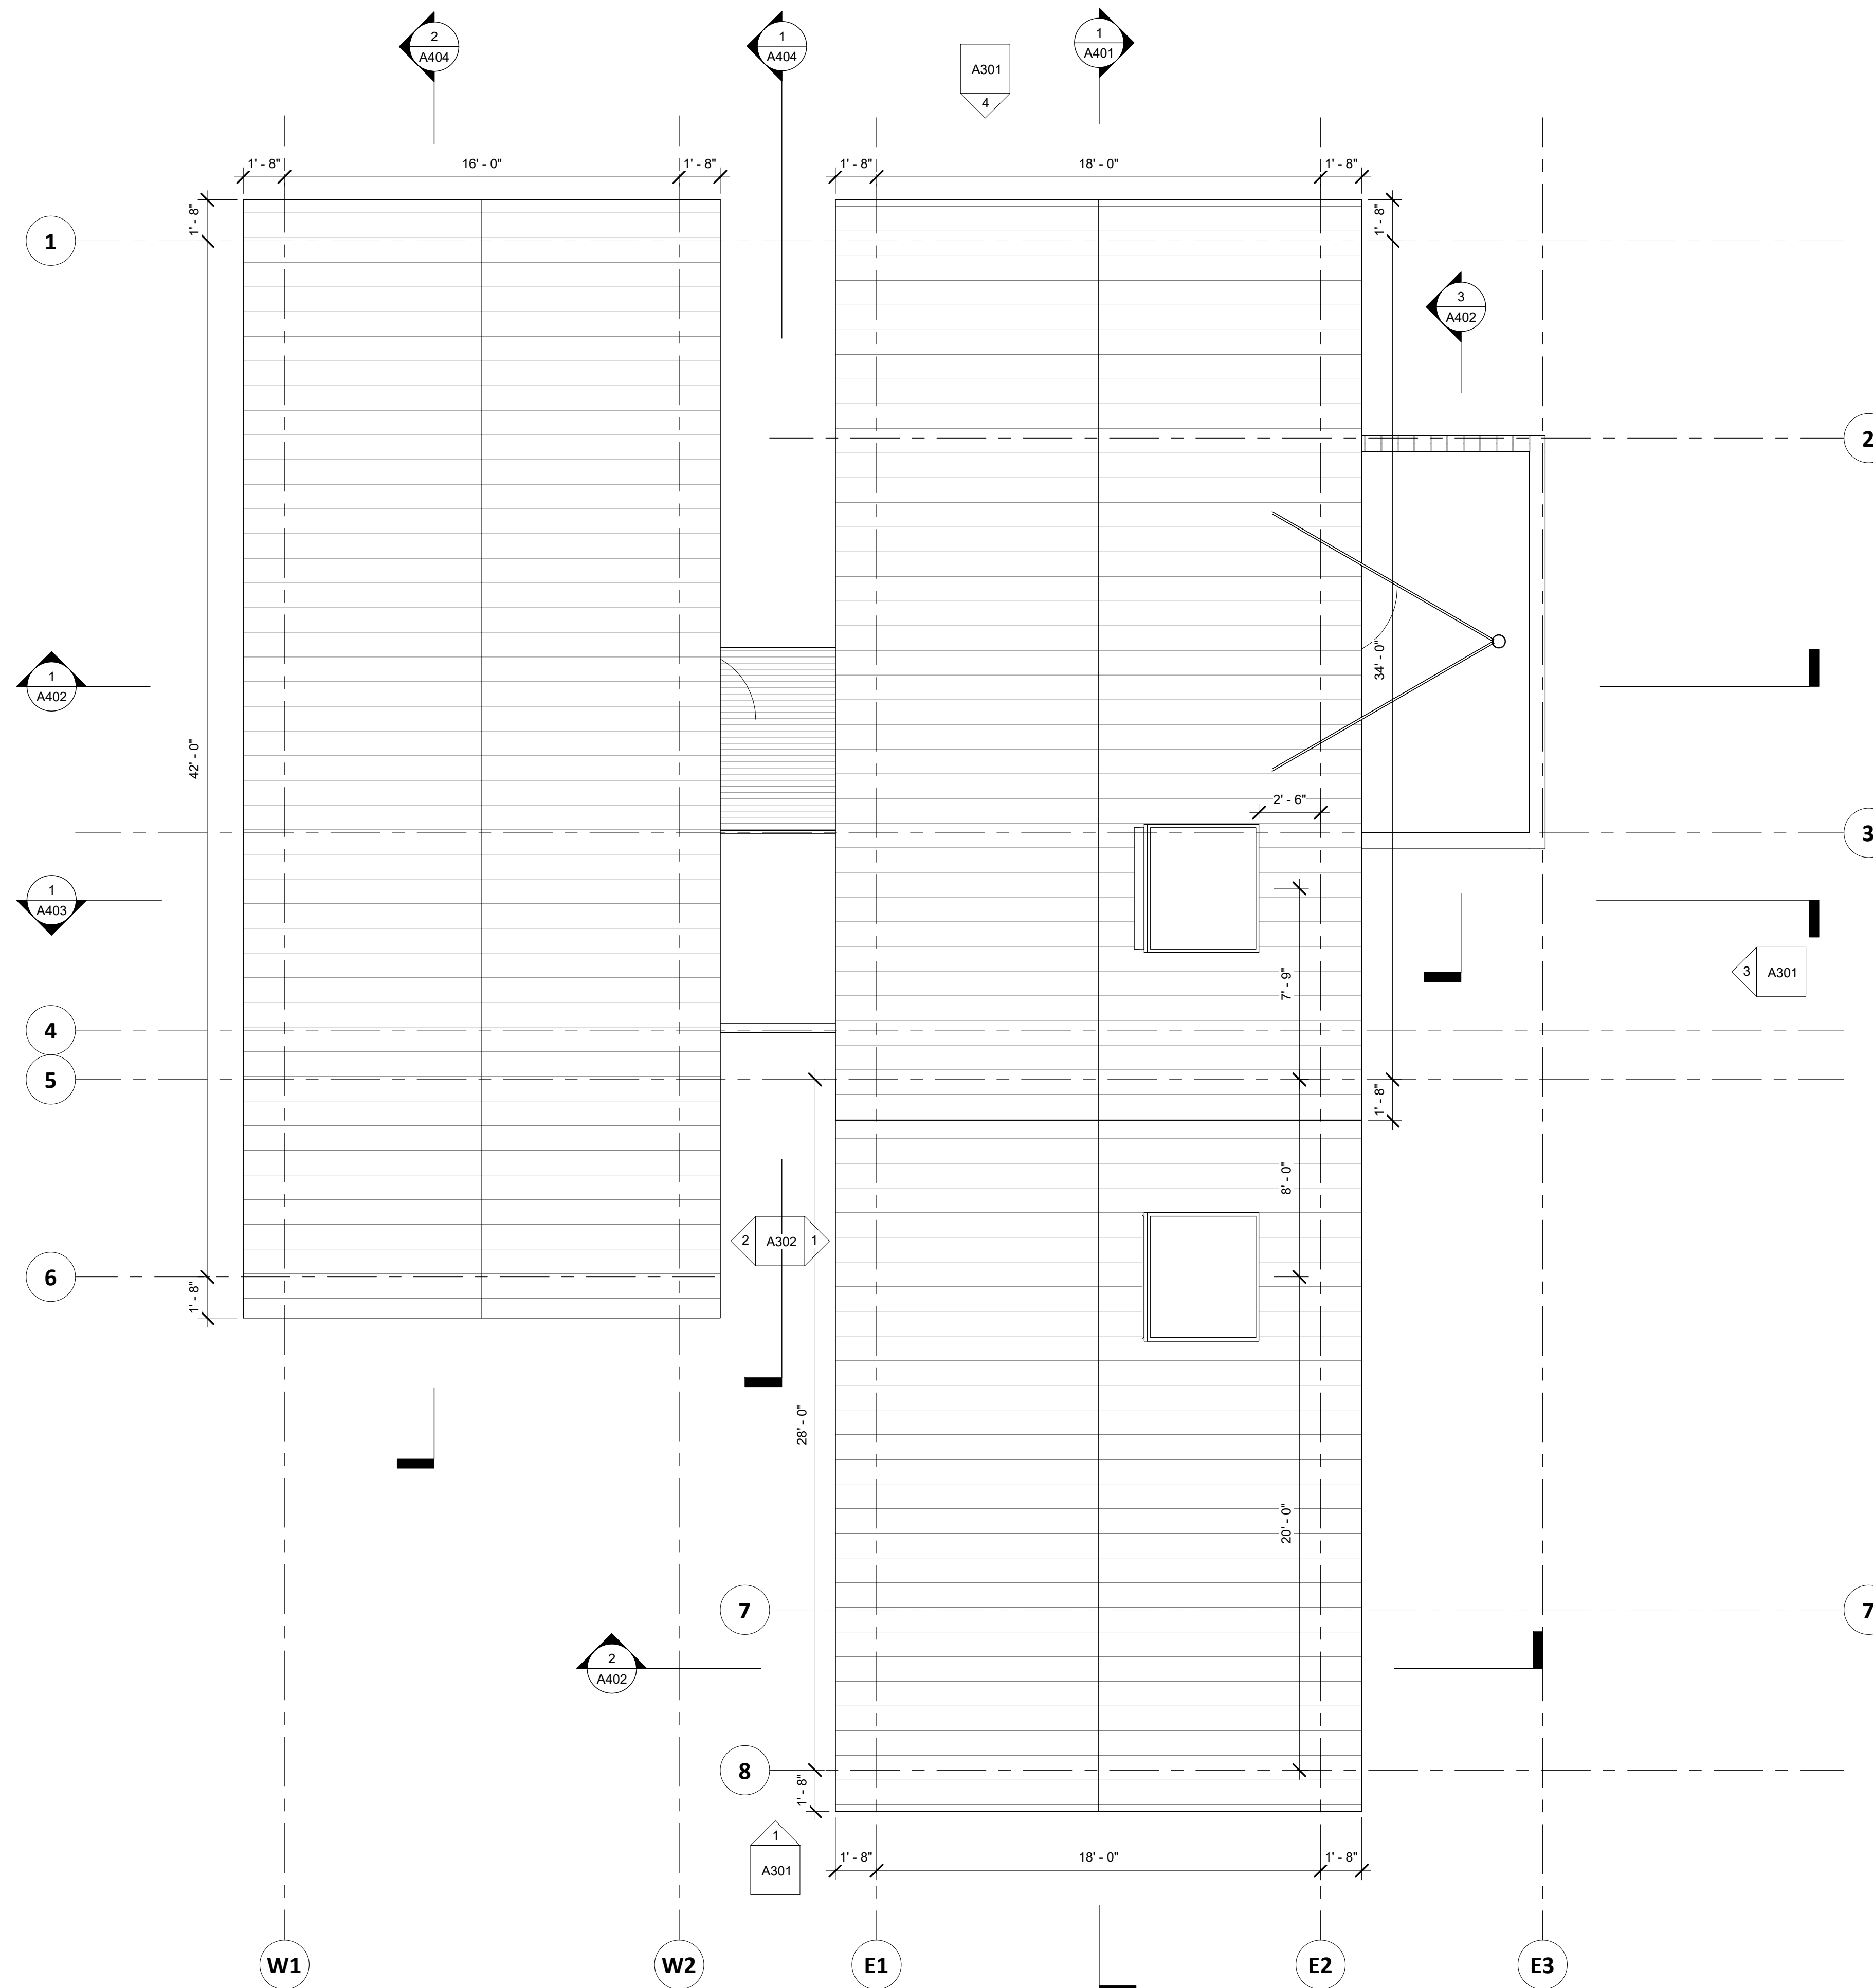 2
A404
1
A404
1
A401
A301
4
1' - 8"
16' - 0"
1' - 8"
1' - 8"
18' - 0"
1' - 8"
1' - 8"
1' - 8"
1
3
A402
2
34' - 0"
1
A402
42' - 0"
2' - 6"
3
1
A403
7' - 9"
3
A301
4
5
1' - 8"
8' - 0"
2
A302
1
6
1' - 8"
28' - 0"
20' - 0"
7
7
2
A402
8
1' - 8"
1
A301
1' - 8"
18' - 0"
1' - 8"
W1
W2
E1
E2
E3